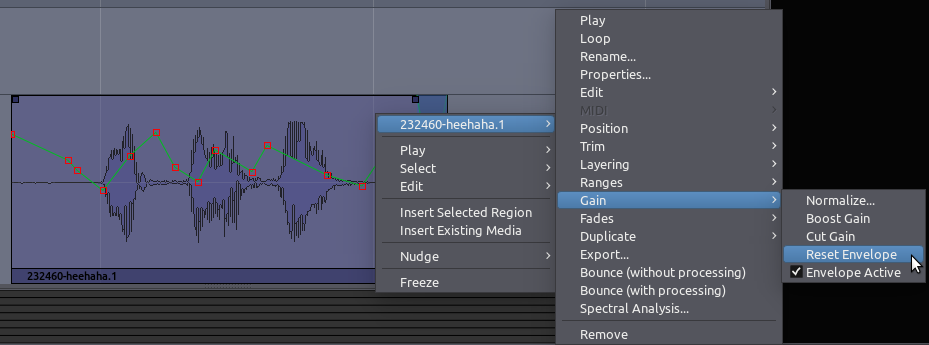 Play
Loop
Rename...
Properties...
Edit
MIDI
Position
Trim
Layering
Ranges
Gain
Fades
Duplicate
Export...
Bounce (without processing)
Bounce (with processing)
Spectral Analysis...
Remove
232460-heehaha.1
Play
Select
Edit
Insert Selected Region
Insert Existing Media
Nudge
Freeze
Normalize...
Boost Gain
Cut Gain
Reset Envelope
Envelope Active
232460-heehaha.1